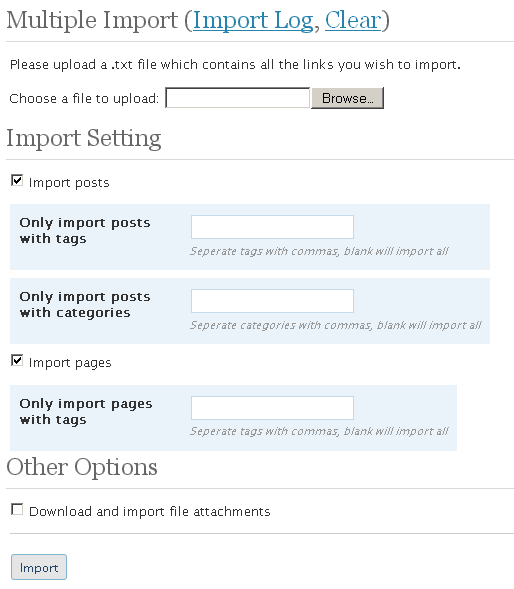 Multiple Import (Import Log, Clear)
Please upload a .txt file which contains all the links you wish to import.
Choose a file to upload: Browse...
Import Setting
Import posts
Only import posts
with tags
Seperate tags with commas, blank will import all
Only import posts
with categories
Seperate categories with commas, blank will import all
Import pages
Only import pages
with tags
Seperate tags with commas, blank will import all
Other Options
Download and import file attachments
Import